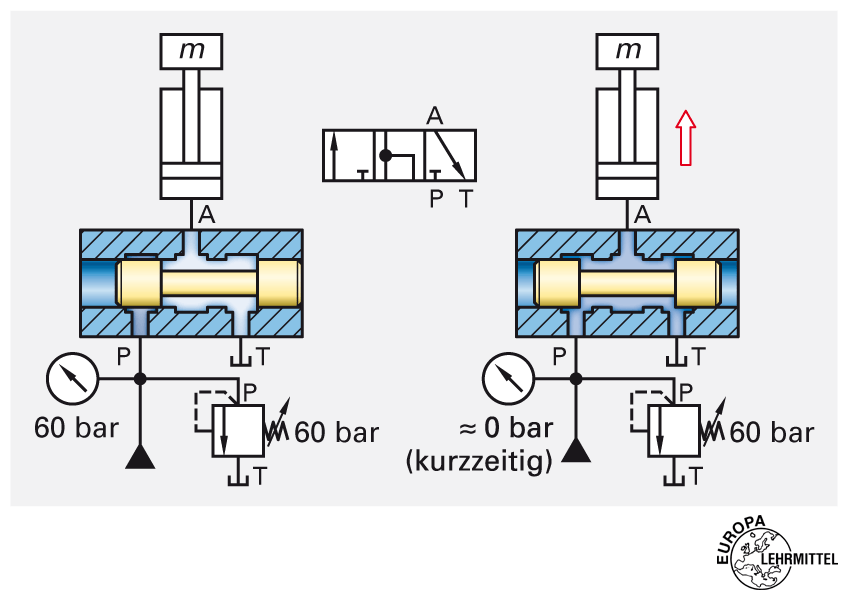 m
A
P
T
P
60 bar
60 bar
T
A
P T
m
A
P
T
P
≈ 0 bar
(kurzzeitig)
60 bar
T
EUROPA
LEHRMITTEL